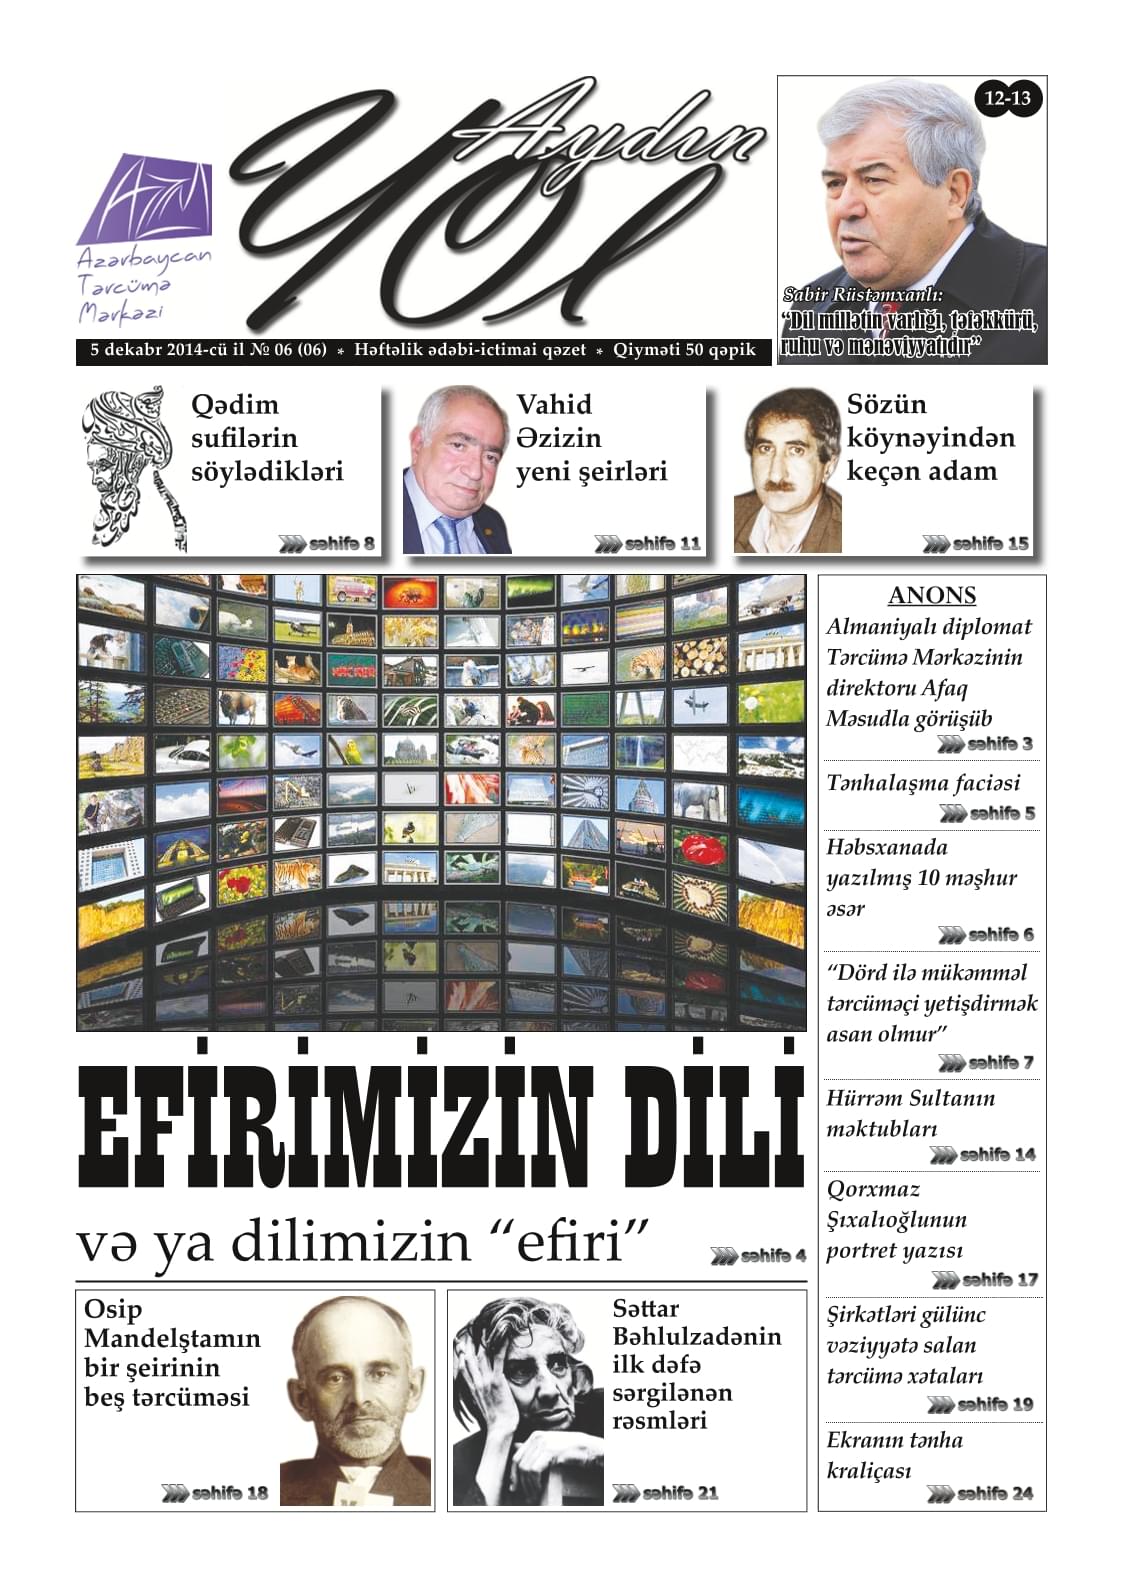 Aydın
Yol
AzTM
Azərbaycan
Tərcümə
Mərkəzi
5 dekabr 2014-cü il № 06 (06) * Həftəlik ədəbi-ictimai qəzet * Qiyməti 50 qəpik
12-13
Sabir Rüstəmxanlı:
“Dil millətin varlığı, təfəkkürü,
ruhu və mənəviyyatıdır”
Qədim
sufilərin
söylədikləri
səhifə 8
Vahid
Əzizin
yeni şeirləri
səhifə 11
Sözün
köynəyindən
keçən adam
səhifə 15
EFİRİMİZİN DİLİ
və ya dilimizin “efiri”
səhifə 4
Osip
Mandelştamın
bir şeirinin
beş tərcüməsi
səhifə 18
Səttar
Bəhlulzadənin
ilk dəfə
sərgilənən
rəsmləri
səhifə 21
ANONS
Almaniyalı diplomat
Tərcümə Mərkəzinin
direktoru Afaq
Məsudla görüşüb
səhifə 3
Tənhalaşma faciəsi
səhifə 5
Həbsxanada
yazılmış 10 məşhur
əsər
səhifə 6
“Dörd ilə mükəmməl
tərcüməçi yetişdirmək
asan olmur”
səhifə 7
Hürrəm Sultanın
məktubları
səhifə 14
Qorxmaz
Şıxalıoğlunun
portret yazısı
səhifə 17
Şirkətləri gülünc
vəziyyətə salan
tərcümə xətaları
səhifə 19
Ekranın tənha
kraliçası
səhifə 24